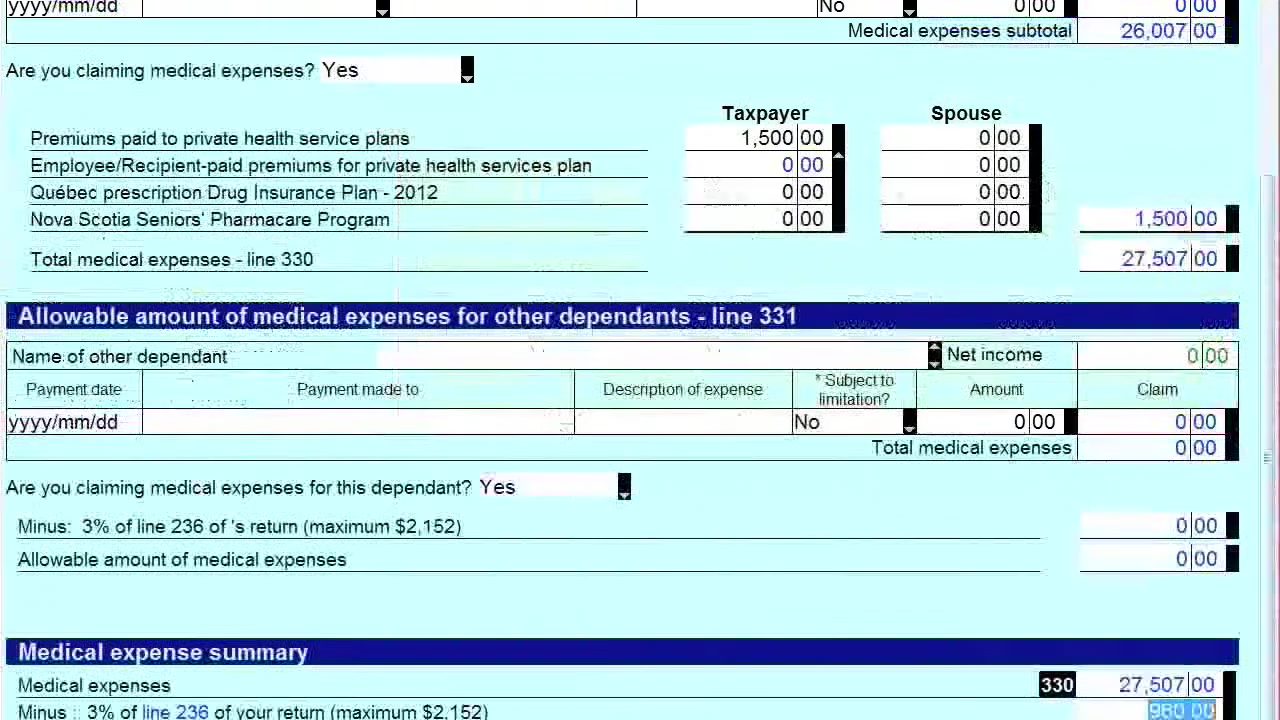 yyyy/mm/dd No 0 00 0 00
Medical expenses subtotal 26,007 00
Are you claiming medical expenses? Yes
Taxpayer Spouse
Premiums paid to private health service plans 1,500 00 0 00
Employee/Recipient-paid premiums for private health services plan 0 00 0 00
Québec prescription Drug Insurance Plan - 2012 0 00 0 00
Nova Scotia Seniors' Pharmacare Program 0 00 0 00 1,500 00
Total medical expenses - line 330 27,507 00
Allowable amount of medical expenses for other dependants - line 331
Name of other dependant Net income 0 00
Payment date Payment made to Description of expense * Subject to limitation? Amount Claim
yyyy/mm/dd No 0 00 0 00
Total medical expenses 0 00
Are you claiming medical expenses for this dependant? Yes
Minus: 3% of line 236 of 's return (maximum $2,152) 0 00
Allowable amount of medical expenses 0 00
Medical expense summary
Medical expenses 330 27,507 00
Minus : 3% of line 236 of your return (maximum $2,152) 960 00